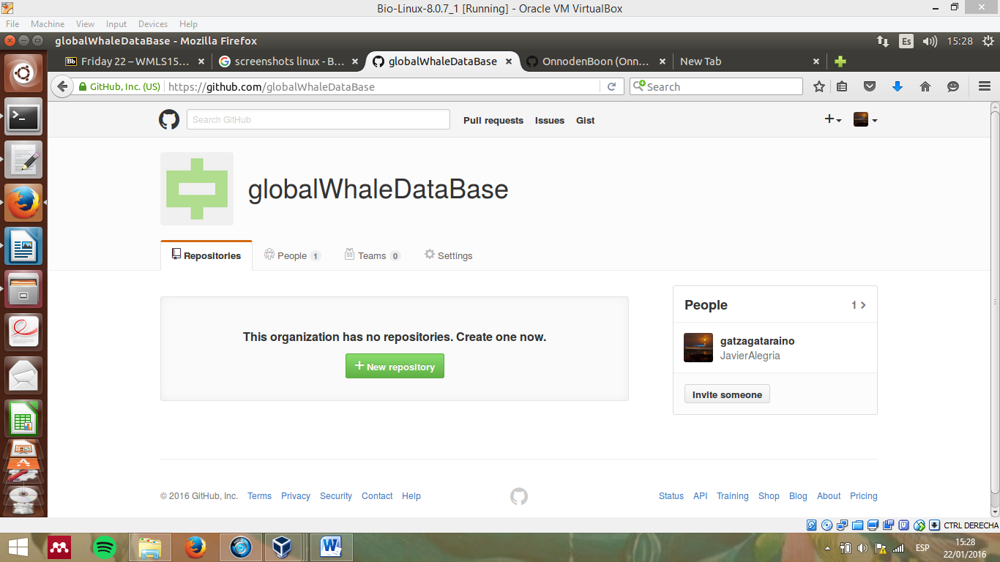 Bio-Linux-8.0.7_1 [Running] - Oracle VM VirtualBox
File Machine View Input Devices Help
globalWhaleDataBase - Mozilla Firefox Es 15:28
Bb Friday 22 – WMLS15… screenshots linux - B… globalWhaleDataBase OnnodenBoon (Onn… New Tab
GitHub, Inc. (US) https://github.com/globalWhaleDataBase Search
Search GitHub Pull requests Issues Gist
globalWhaleDataBase
Repositories People 1 Teams 0 Settings
People 1
This organization has no repositories. Create one now.
gatzagataraino
JavierAlegria
New repository
Invite someone
© 2016 GitHub, Inc. Terms Privacy Security Contact Help Status API Training Shop Blog About Pricing
CTRL DERECHA
ESP 15:28
22/01/2016